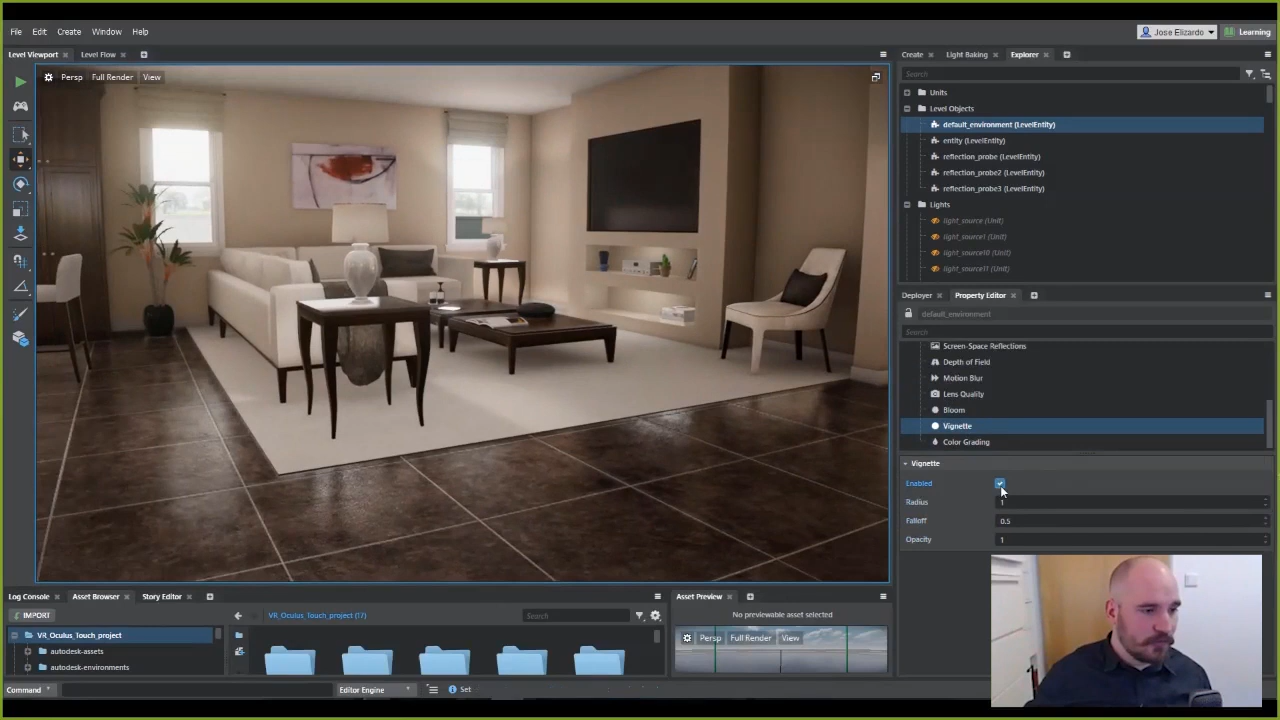 File Edit Create Window Help
Jose Elizardo Learning
Level Viewport Level Flow
Create Light Baking Explorer
Persp Full Render View
Search
Units
Level Objects
default_environment (LevelEntity)
entity (LevelEntity)
reflection_probe (LevelEntity)
reflection_probe2 (LevelEntity)
reflection_probe3 (LevelEntity)
Lights
light_source (Unit)
light_source1 (Unit)
light_source10 (Unit)
light_source11 (Unit)
Deployer Property Editor
default_environment
Search
Screen-Space Reflections
Depth of Field
Motion Blur
Lens Quality
Bloom
Vignette
Color Grading
Vignette
Enabled
Radius 1
Falloff 0.5
Opacity 1
Log Console Asset Browser Story Editor
Asset Preview
IMPORT
VR_Oculus_Touch_project (17)
Search
No previewable asset selected
VR_Oculus_Touch_project
autodesk-assets
autodesk-environments
Persp Full Render View
Command
Editor Engine
Set